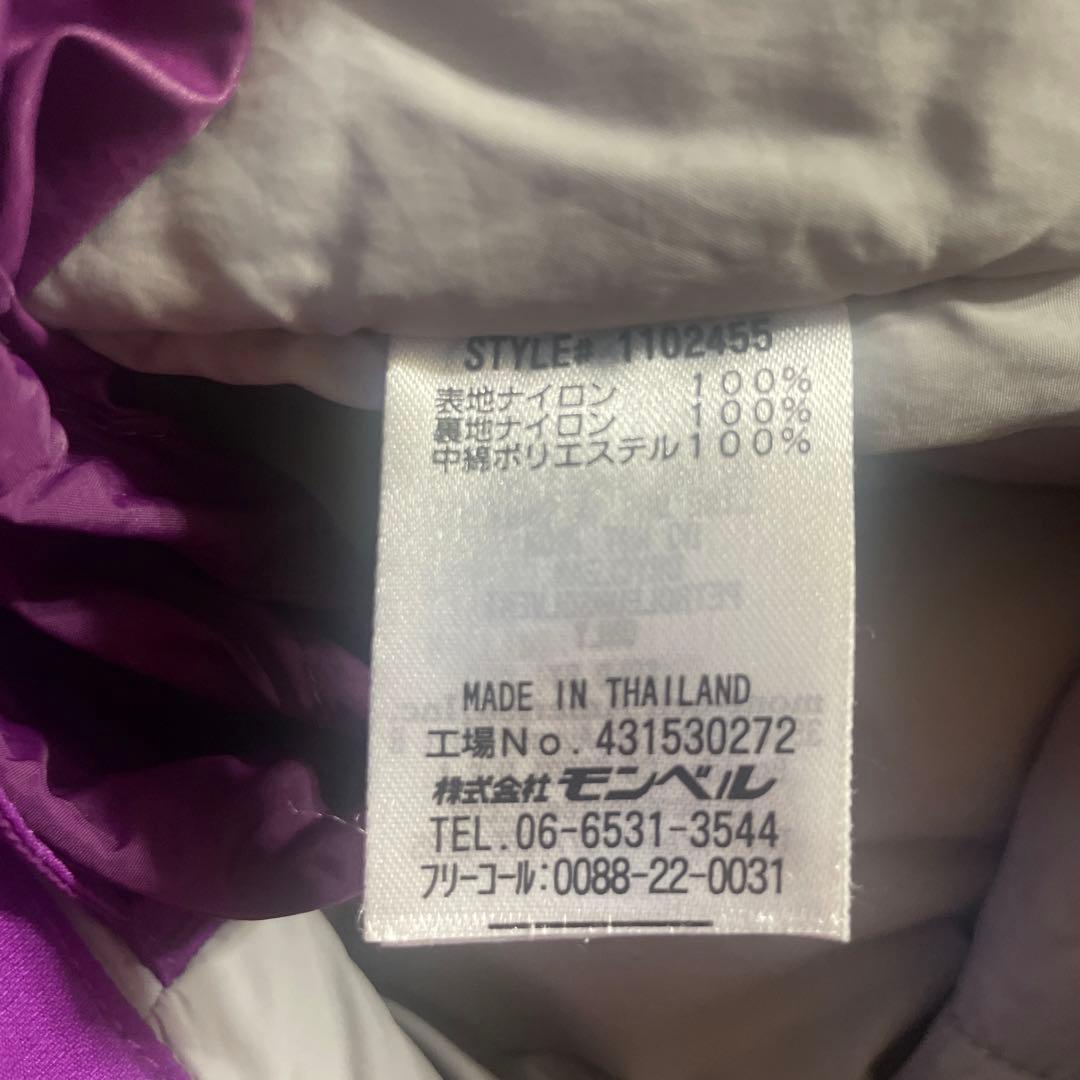 STYLE# 1102455
表地ナイロン 100%
裏地ナイロン 100%
中綿ポリエステル100%
MADE IN THAILAND
工場No. 431530272
株式会社モンベル
TEL. 06-6531-3544
フリーコール:0088-22-0031